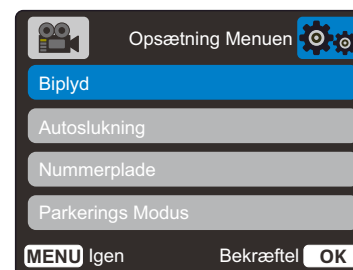 Opsætning Menuen
Biplyd
Autoslukning
Nummerplade
Parkerings Modus
MENU Igen Bekræftel OK